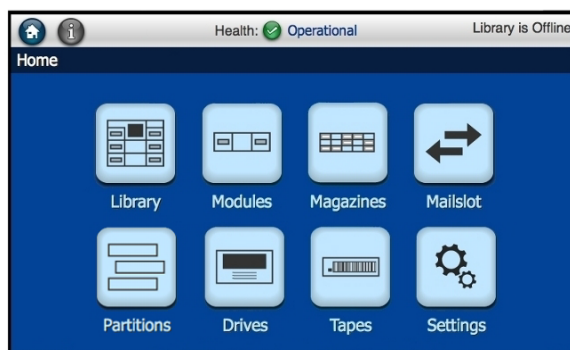 Health: Operational Library is Offline
Home
Library Modules Magazines Mailslot
Partitions Drives Tapes Settings